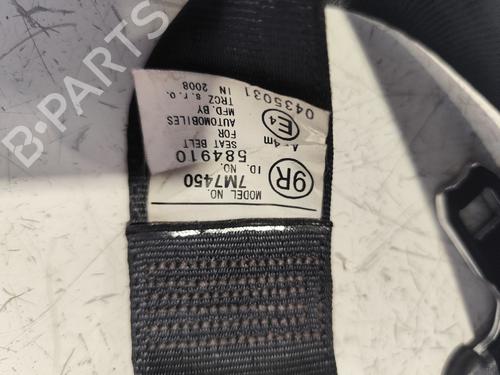 MODEL NO.
7M7450
9R
ID. NO.
584910
SEAT BELT
FOR
AUTOMOBILES
MFD. BY
TRCZ s. r. o.
IN 2008
E4
0435031
B-PARTS